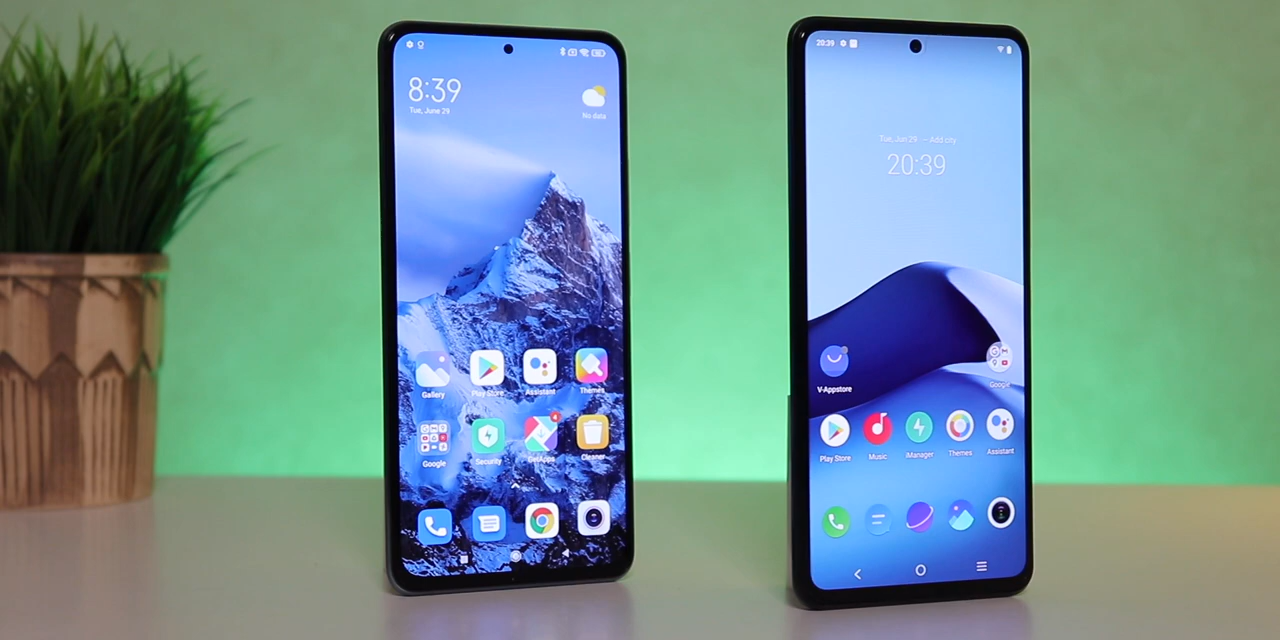 8:39
Tue, June 29
No data
Gallery
Play Store
Assistant
Themes
4
Google
Security
GetApps
Cleaner
20:39
Tue, Jun 29 — Add city
20:39
V-Appstore
Google
Play Store
Music
iManager
Themes
Assistant